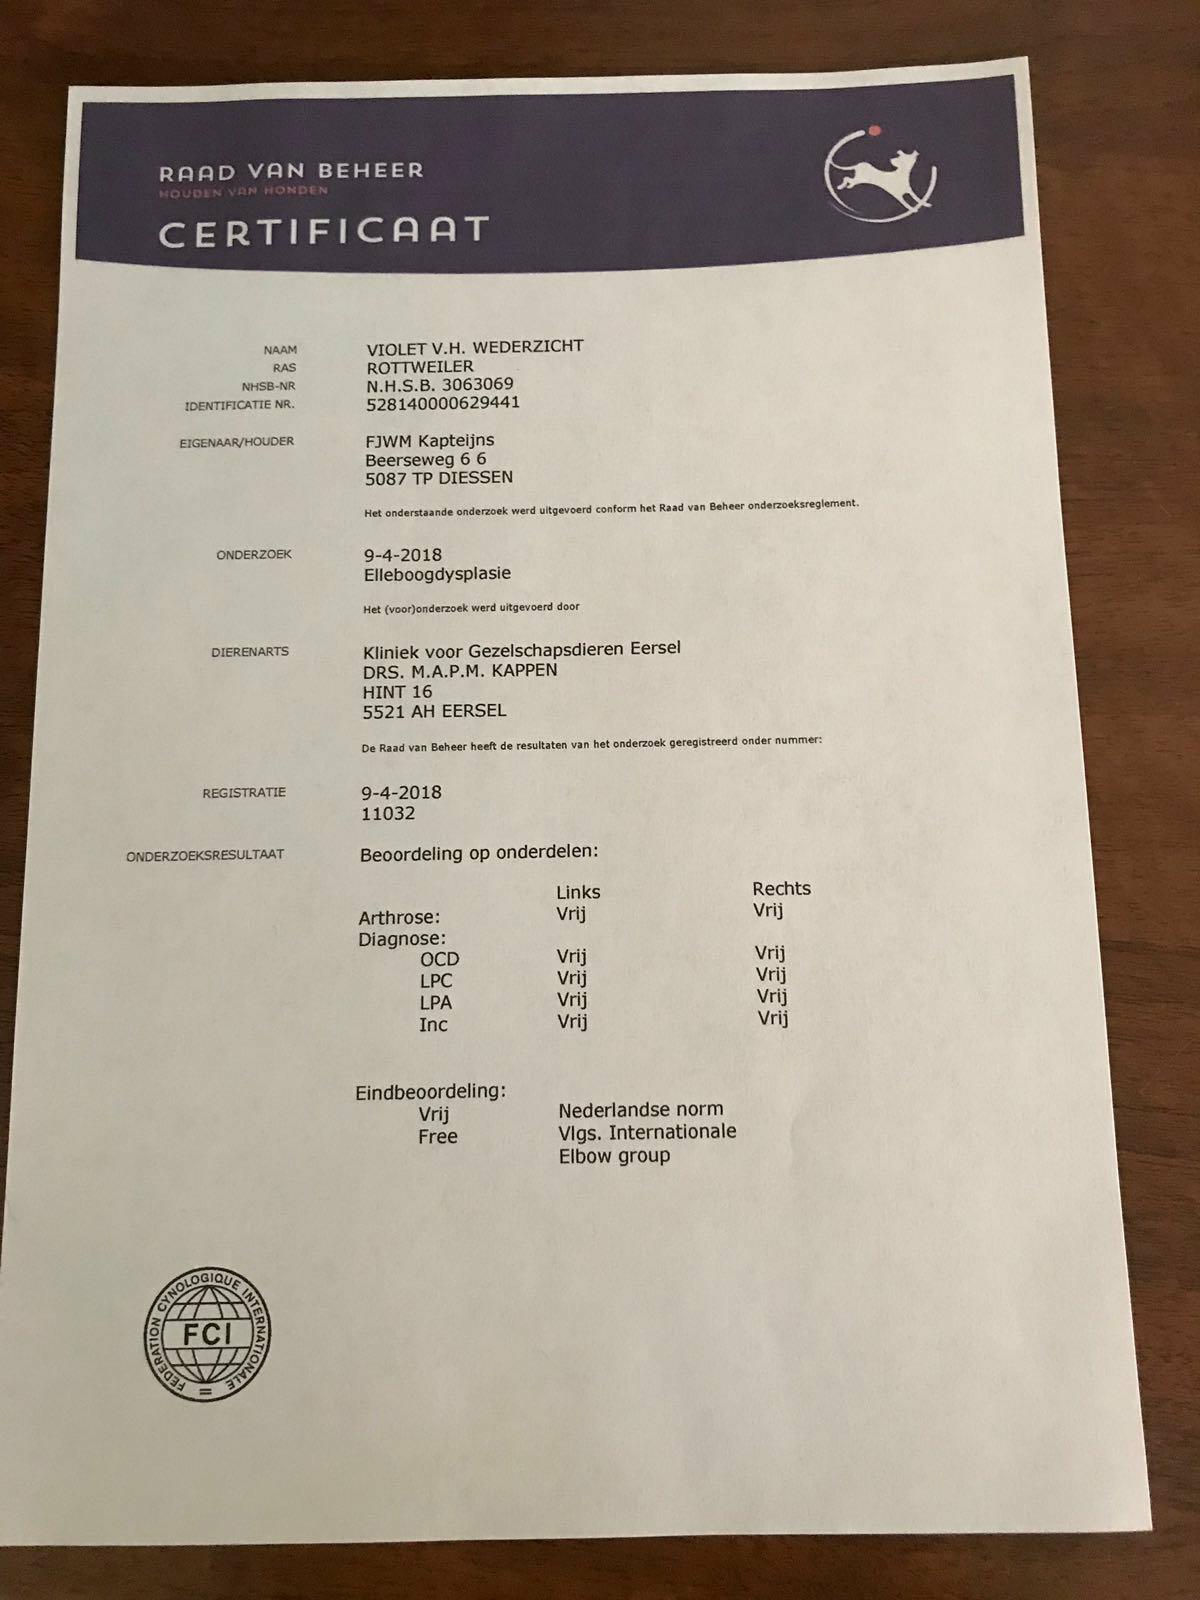 RAAD VAN BEHEER
HOUDEN VAN HONDEN
CERTIFICAAT
NAAM VIOLET V.H. WEDERZICHT
RAS ROTTWEILER
NHSB-NR N.H.S.B. 3063069
IDENTIFICATIE NR. 528140000629441
EIGENAAR/HOUDER FJWM Kapteijns
Beerseweg 6 6
5087 TP DIESSEN
Het onderstaande onderzoek werd uitgevoerd conform het Raad van Beheer onderzoeksreglement.
ONDERZOEK 9-4-2018
Elleboogdysplasie
Het (voor)onderzoek werd uitgevoerd door
DIERENARTS Kliniek voor Gezelschapsdieren Eersel
DRS. M.A.P.M. KAPPEN
HINT 16
5521 AH EERSEL
De Raad van Beheer heeft de resultaten van het onderzoek geregistreerd onder nummer:
REGISTRATIE 9-4-2018
11032
ONDERZOEKSRESULTAAT Beoordeling op onderdelen:
Links Rechts
Arthrose: Vrij Vrij
Diagnose:
OCD Vrij Vrij
LPC Vrij Vrij
LPA Vrij Vrij
Inc Vrij Vrij
Eindbeoordeling:
Vrij Nederlandse norm
Free Vlgs. Internationale
Elbow group
FEDERATION CYNOLOGIQUE INTERNATIONALE
FCI